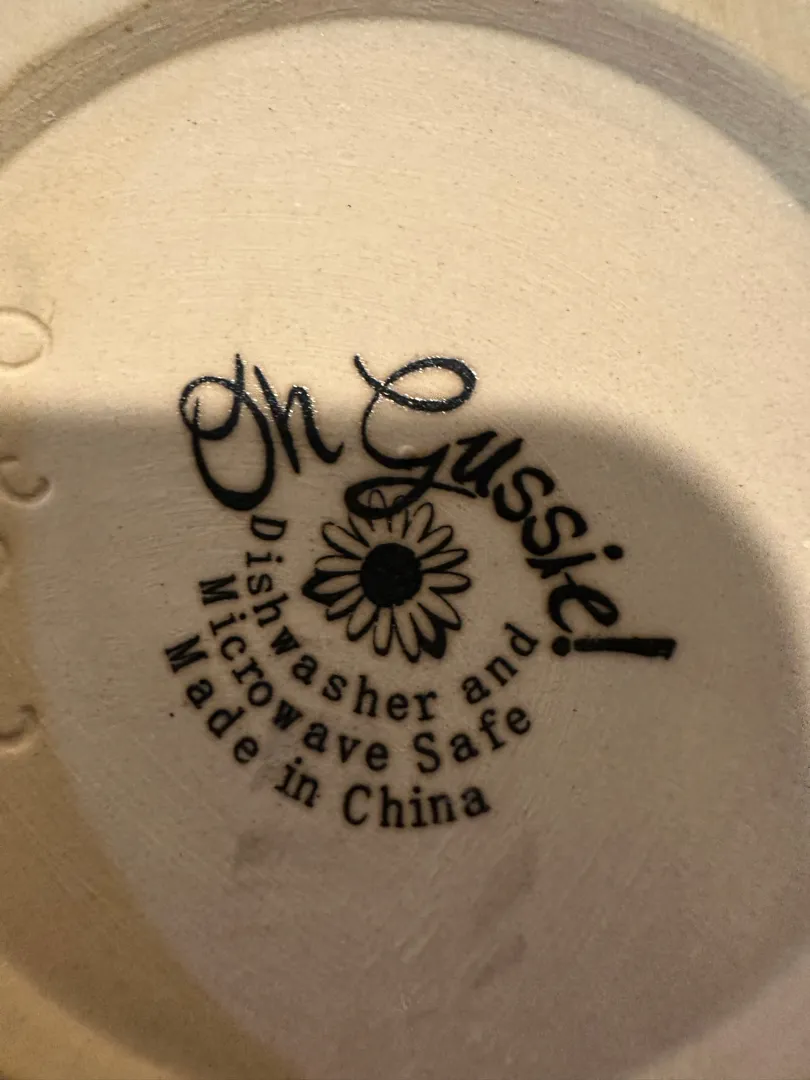 Oh Gussie!
Dishwasher and
Microwave Safe
Made in China